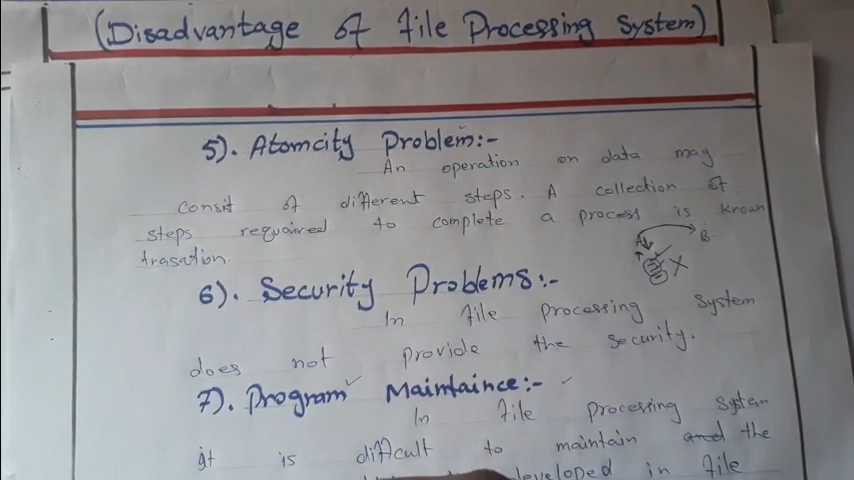 (Disadvantage of File Processing System)
5). Atomcity Problem:-
An operation on data may
consit of different steps. A collection of
steps requaired to complete a process is known
trasation.
A B
6). Security Problems:-
In File Processing System
does not provide the security.
7). Program Maintaince:-
In File processing System
it is difficult to maintain and the
developed in File